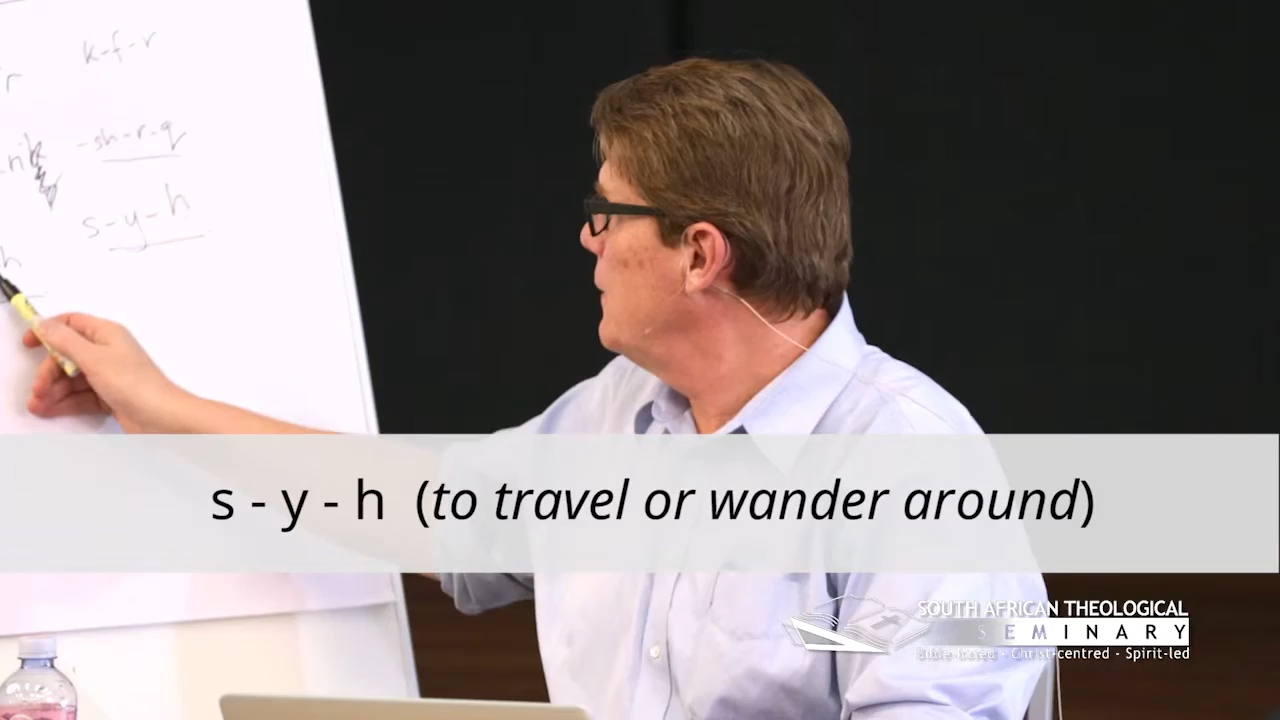 k-f-r
r
-sh-r-q
s-y-h
h
s - y - h (to travel or wander around)
SOUTH AFRICAN THEOLOGICAL
SEMINARY
Bible-based - Christ-centred - Spirit-led